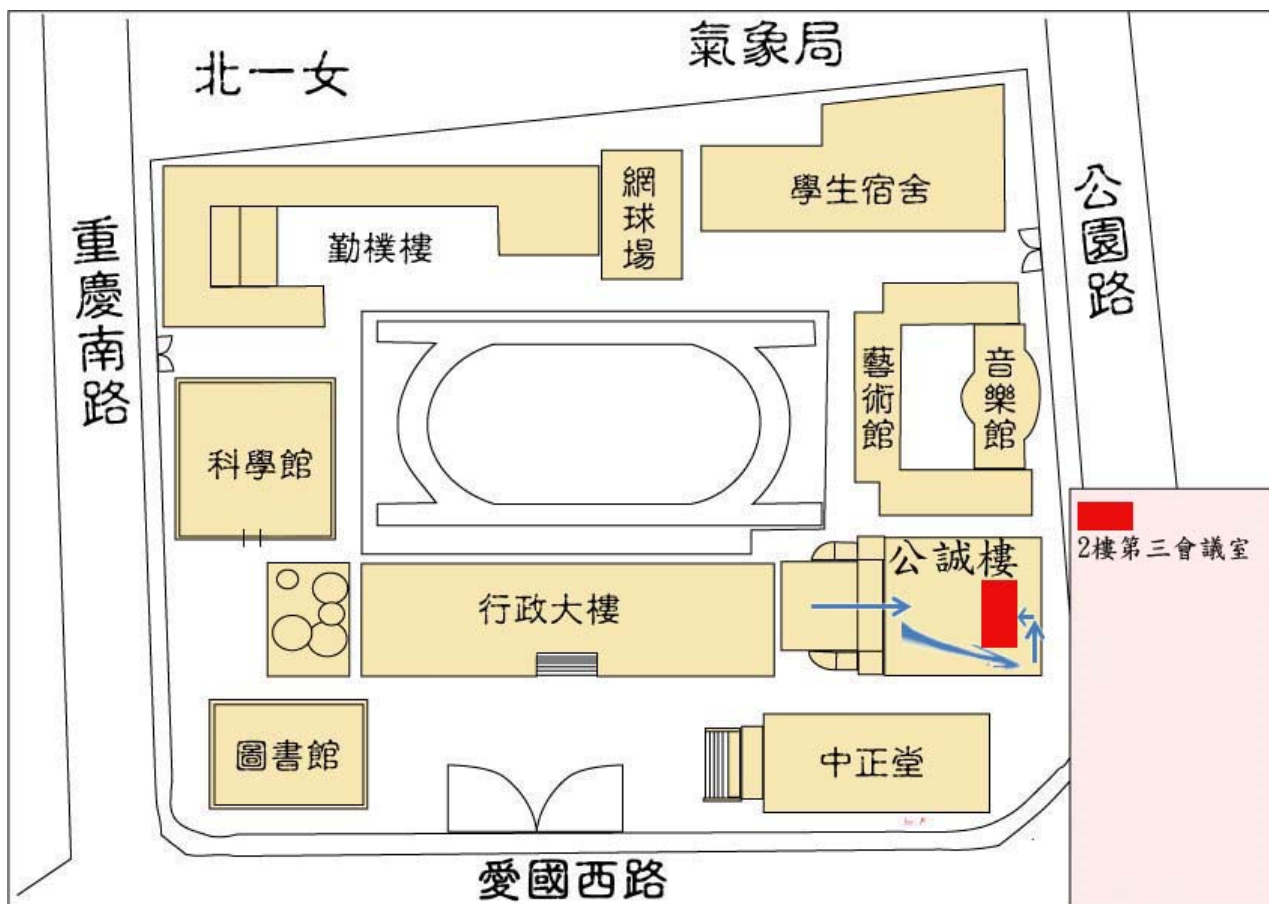 氣象局
北一女
網球場
學生宿舍
公園路
重慶南路
勤樸樓
藝術館
音樂館
科學館
2樓第三會議室
公誠樓
行政大樓
圖書館
中正堂
愛國西路